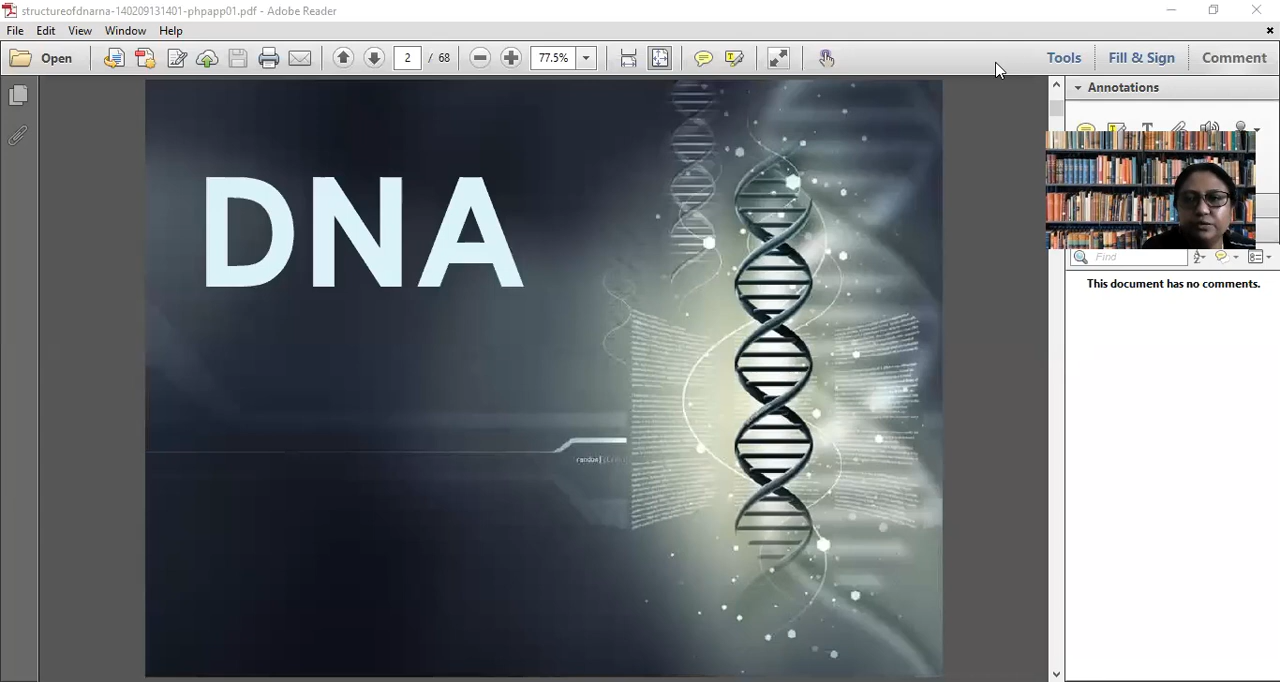 structureofdnarna-140209131401-phpapp01.pdf - Adobe Reader
File Edit View Window Help
Open 2 / 68 77.5% Tools Fill & Sign Comment
Annotations
DNA
Find
This document has no comments.
random